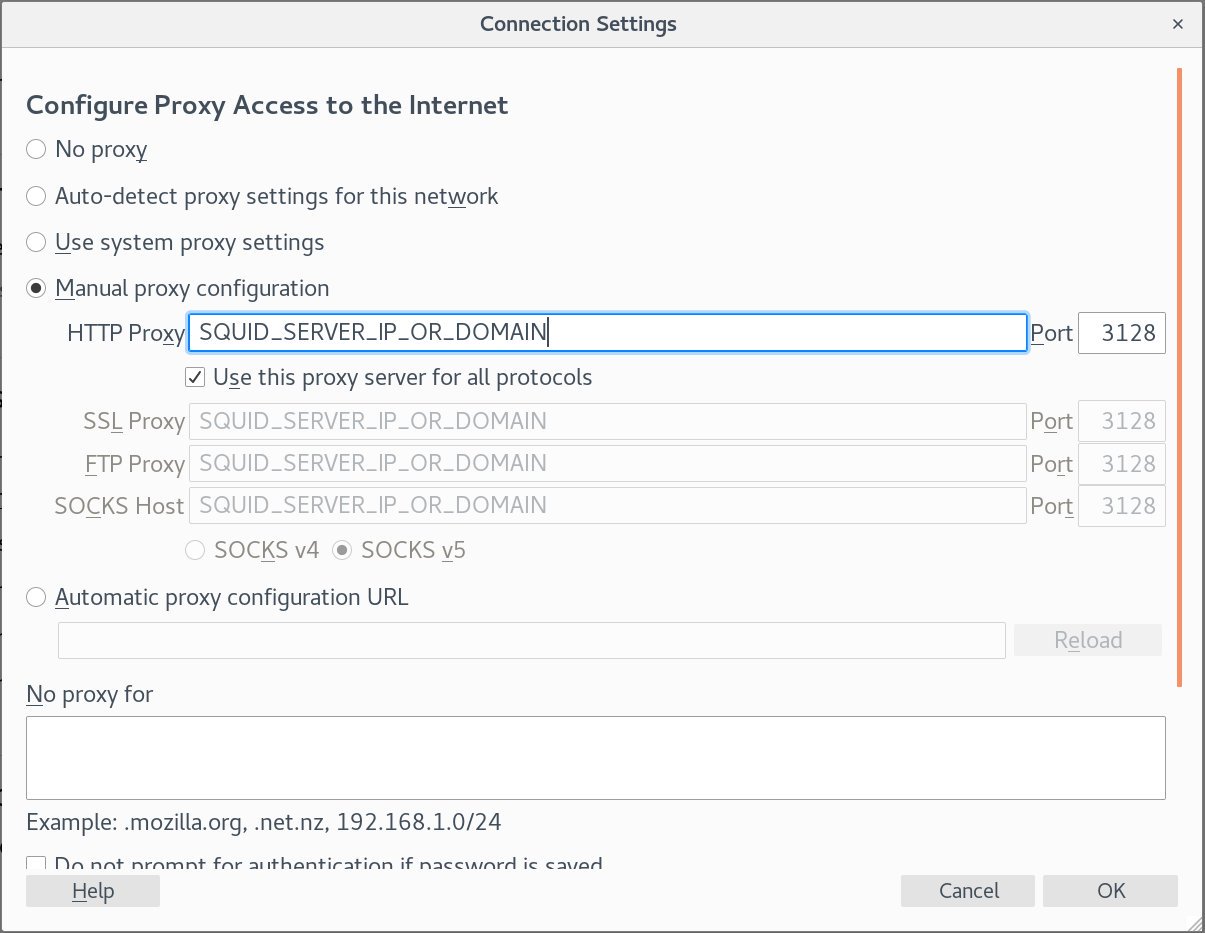 Connection Settings ×
Configure Proxy Access to the Internet
No proxy
Auto-detect proxy settings for this network
Use system proxy settings
Manual proxy configuration
HTTP Proxy SQUID_SERVER_IP_OR_DOMAIN Port 3128
Use this proxy server for all protocols
SSL Proxy SQUID_SERVER_IP_OR_DOMAIN Port 3128
FTP Proxy SQUID_SERVER_IP_OR_DOMAIN Port 3128
SOCKS Host SQUID_SERVER_IP_OR_DOMAIN Port 3128
SOCKS v4 SOCKS v5
Automatic proxy configuration URL
Reload
No proxy for
Example: .mozilla.org, .net.nz, 192.168.1.0/24
Do not prompt for authentication if password is saved
Help Cancel OK